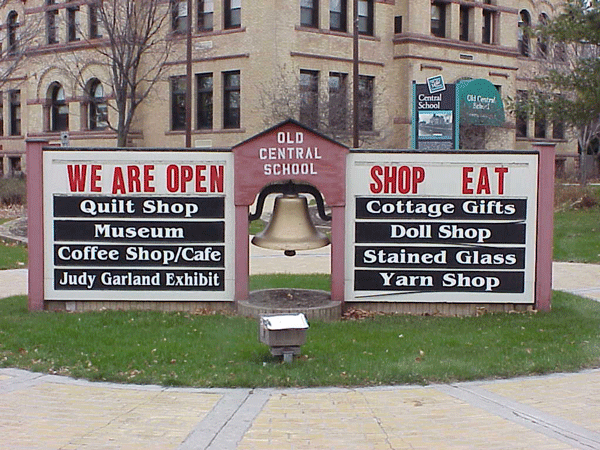 OLD
CENTRAL
SCHOOL
WE ARE OPEN
Quilt Shop
Museum
Coffee Shop/Cafe
Judy Garland Exhibit
SHOP EAT
Cottage Gifts
Doll Shop
Stained Glass
Yarn Shop
Central
School
Old Central
School